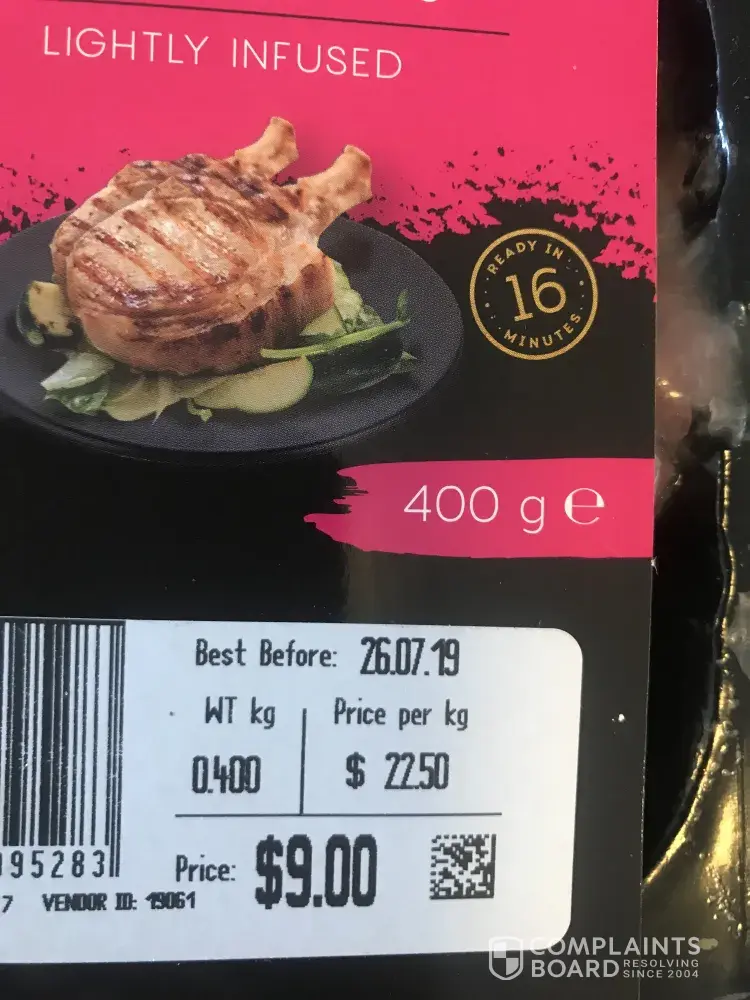 LIGHTLY INFUSED
READY IN
16
MINUTES
400 g e
Best Before: 26.07.19
WT kg Price per kg
0.400 $ 22.50
95283
Price: $9.00
7 VENDOR ID: 19061
COMPLAINTS
BOARD RESOLVING
SINCE 2004